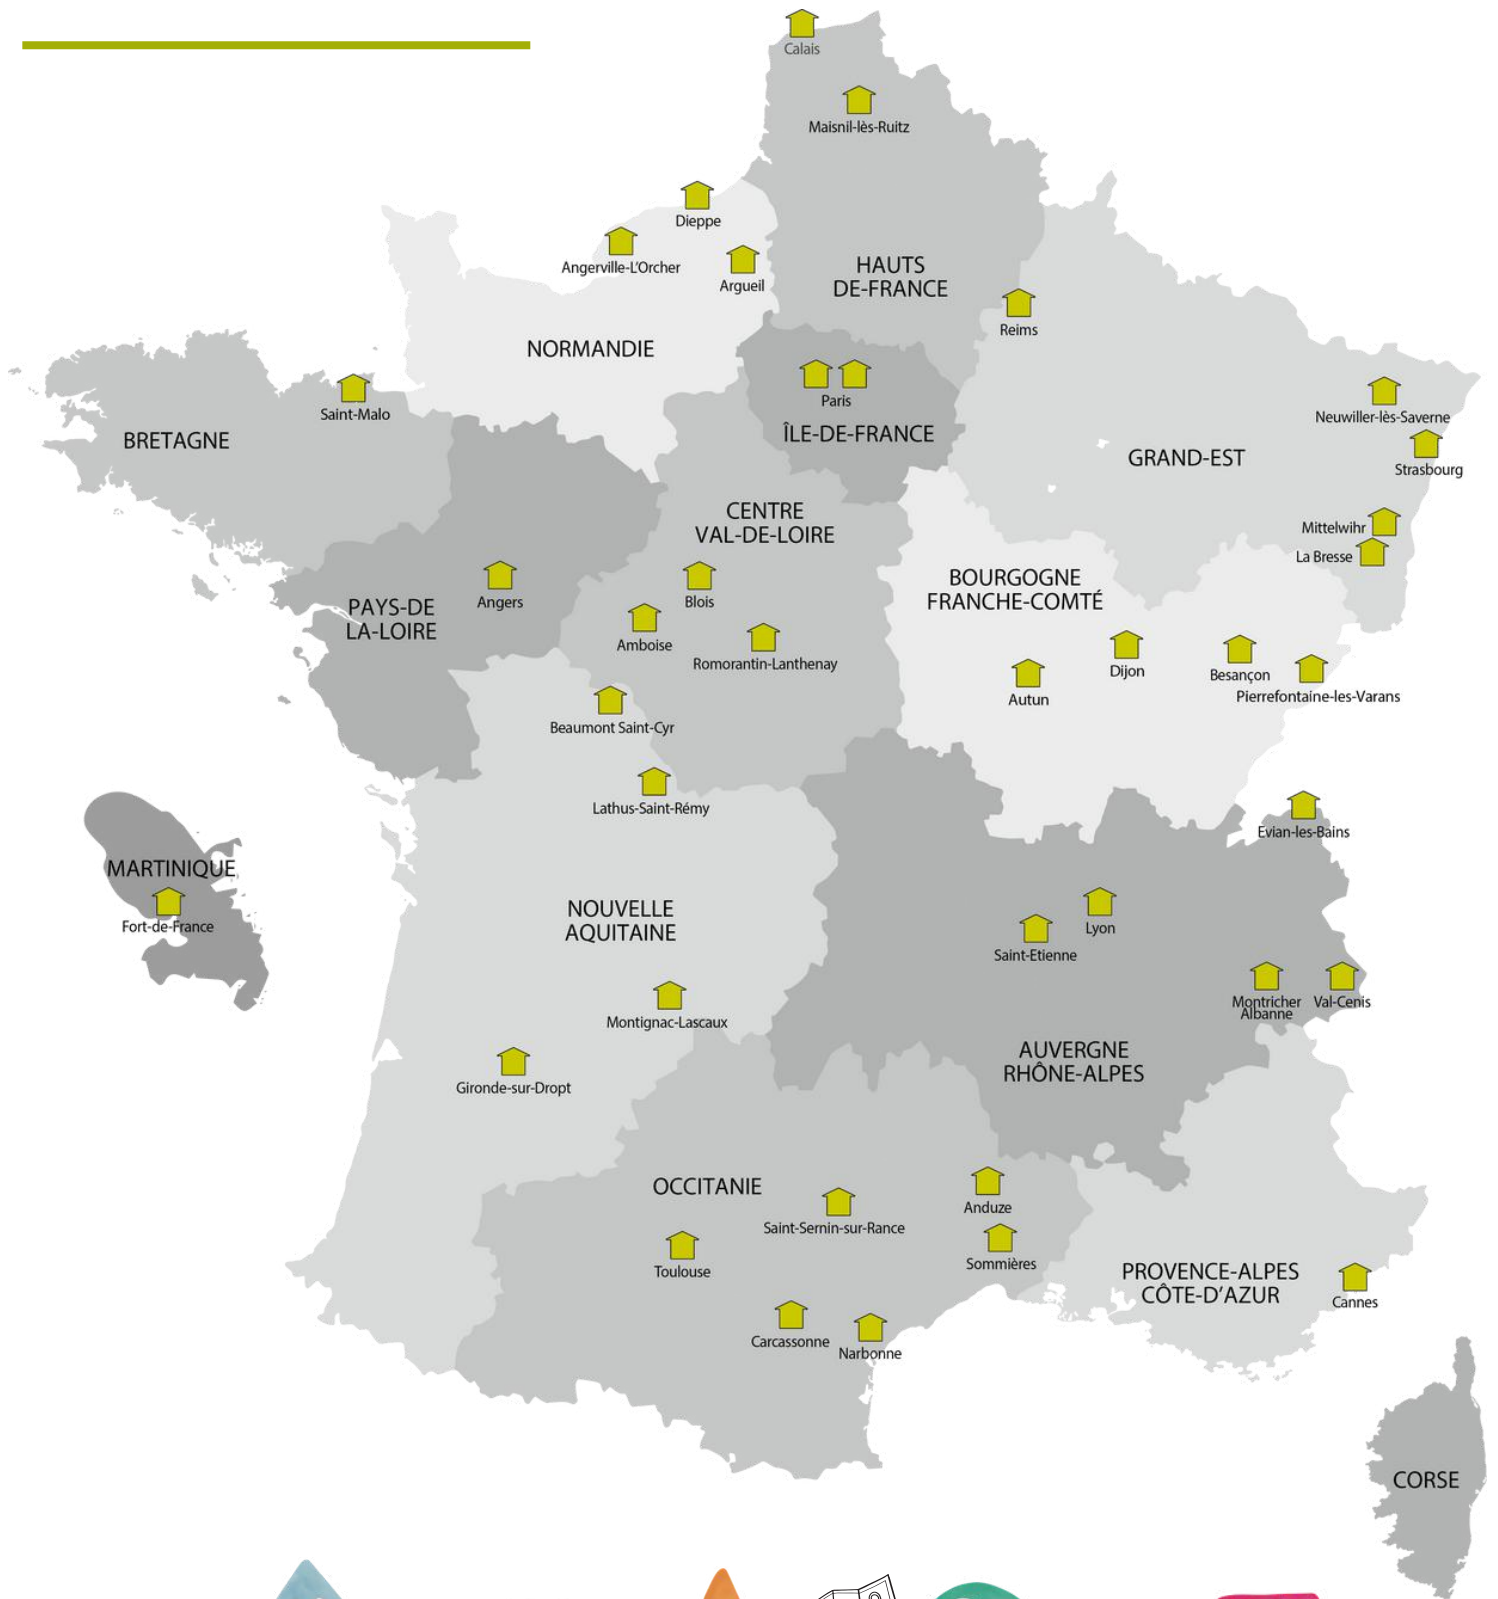 Calais
Maisnil-lès-Ruitz
Dieppe
Angerville-L'Orcher
Argueil
HAUTS
DE-FRANCE
Reims
NORMANDIE
Paris
ÎLE-DE-FRANCE
Saint-Malo
BRETAGNE
Neuwiller-lès-Saverne
GRAND-EST
Strasbourg
CENTRE
VAL-DE-LOIRE
Mittelwihr
La Bresse
BOURGOGNE
FRANCHE-COMTÉ
Angers
PAYS-DE
LA-LOIRE
Blois
Amboise
Romorantin-Lanthenay
Dijon
Besançon
Autun
Pierrefontaine-les-Varans
Beaumont Saint-Cyr
Lathus-Saint-Rémy
Evian-les-Bains
MARTINIQUE
Fort-de-France
NOUVELLE
AQUITAINE
Lyon
Saint-Etienne
Montricher
Albanne
Val-Cenis
Montignac-Lascaux
AUVERGNE
RHÔNE-ALPES
Gironde-sur-Dropt
OCCITANIE
Anduze
Saint-Sernin-sur-Rance
Sommières
Toulouse
PROVENCE-ALPES
CÔTE-D'AZUR
Cannes
Carcassonne
Narbonne
CORSE